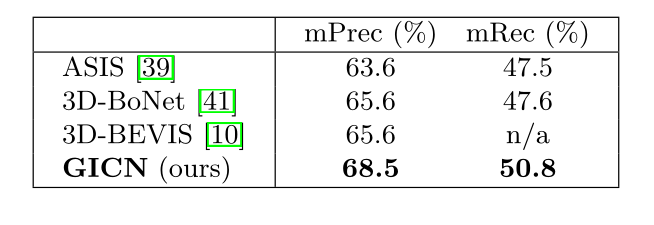 mPrec (%) mRec (%)
ASIS [39] 63.6 47.5
3D-BoNet [41] 65.6 47.6
3D-BEVIS [10] 65.6 n/a
GICN (ours) 68.5 50.8